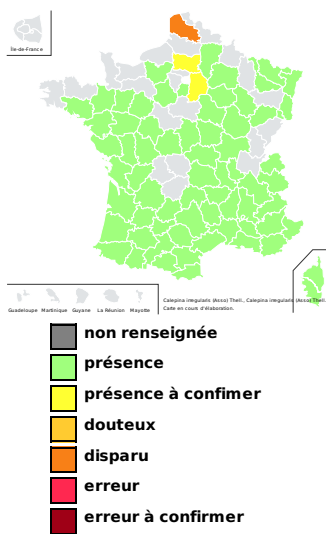 Île-de-France
Guadeloupe Martinique Guyane La Réunion Mayotte
Calepina irregularis (Asso) Thell., Calepina irregularis (Asso) Thell.
Carte en cours d'élaboration.
non renseignée
présence
présence à confimer
douteux
disparu
erreur
erreur à confirmer